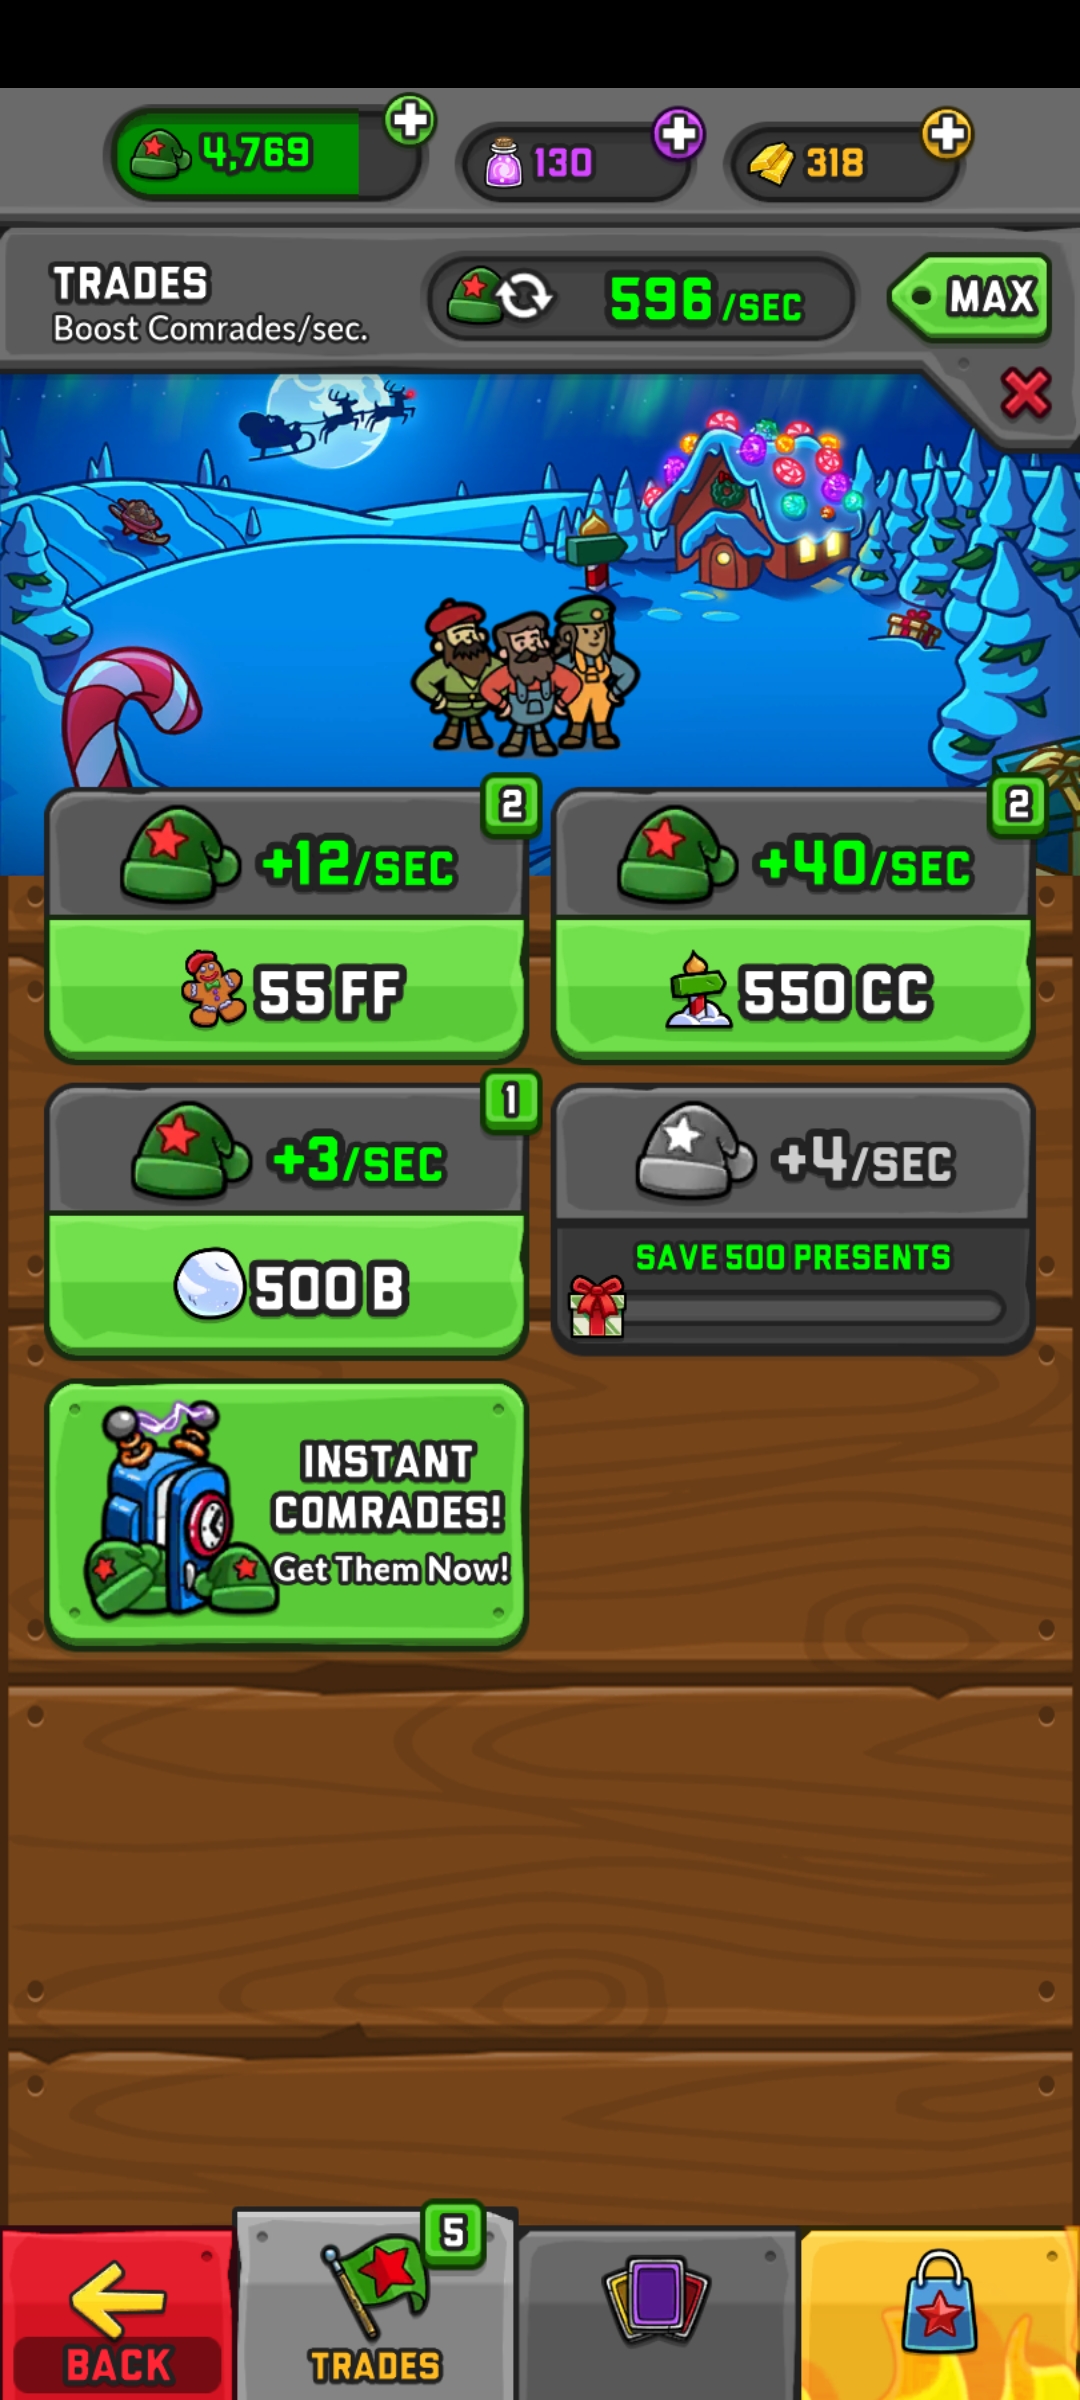 4,769
130
318
TRADES
Boost Comrades/sec.
596/SEC
MAX
2
+12/SEC
55 FF
2
+40/SEC
550 CC
1
+3/SEC
500 B
+4/SEC
SAVE 500 PRESENTS
INSTANT
COMRADES!
Get Them Now!
BACK
5
TRADES